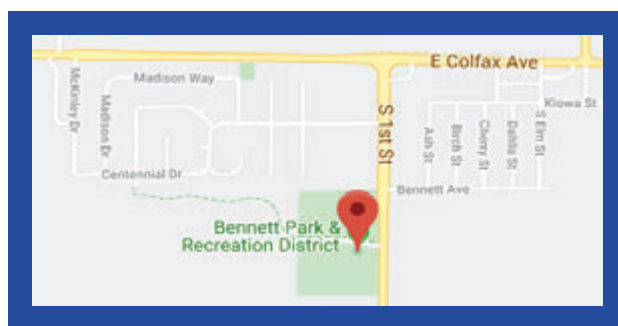 E Colfax Ave
McKinley Dr
Madison Way
Madison Dr
S 1st St
Kiowa St
Ash St
Birch St
Cherry St
Dahlia St
S Elm St
Centennial Dr
Bennett Ave
Bennett Park &
Recreation District